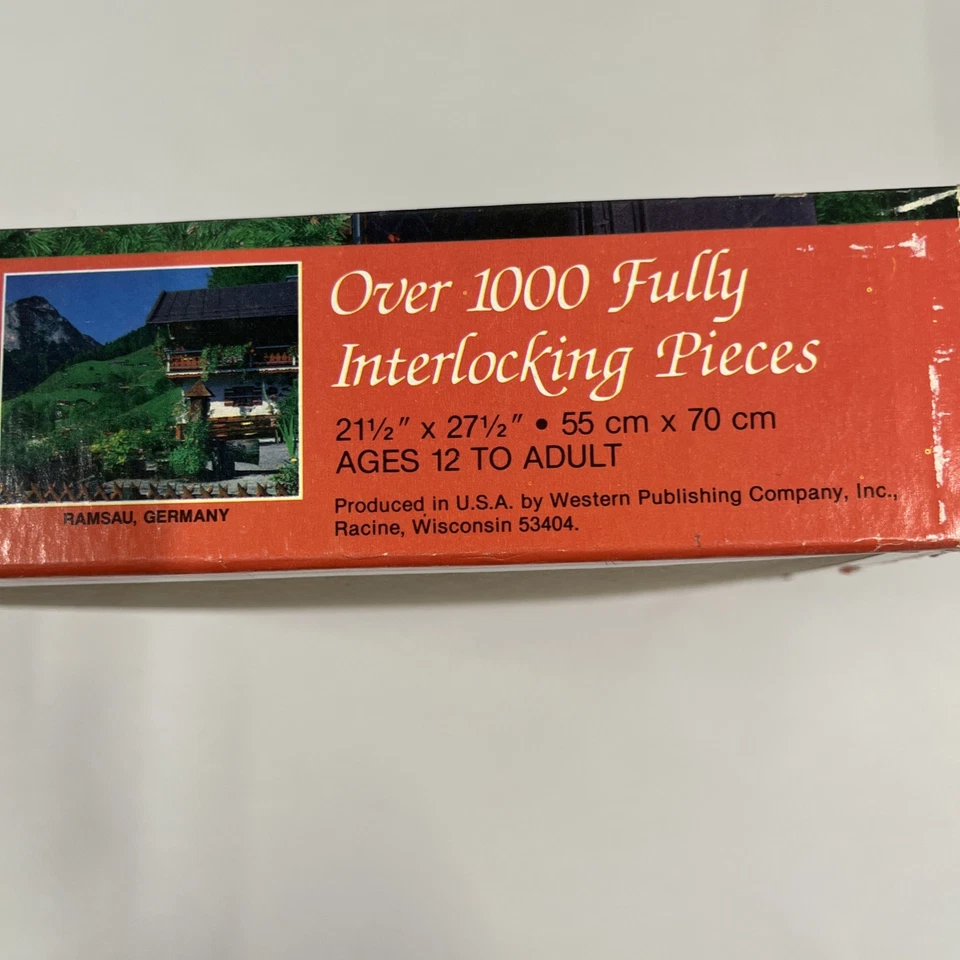 Over 1000 Fully
Interlocking Pieces
21½" x 27½" • 55 cm x 70 cm
AGES 12 TO ADULT
Produced in U.S.A. by Western Publishing Company, Inc.,
Racine, Wisconsin 53404.
RAMSAU, GERMANY